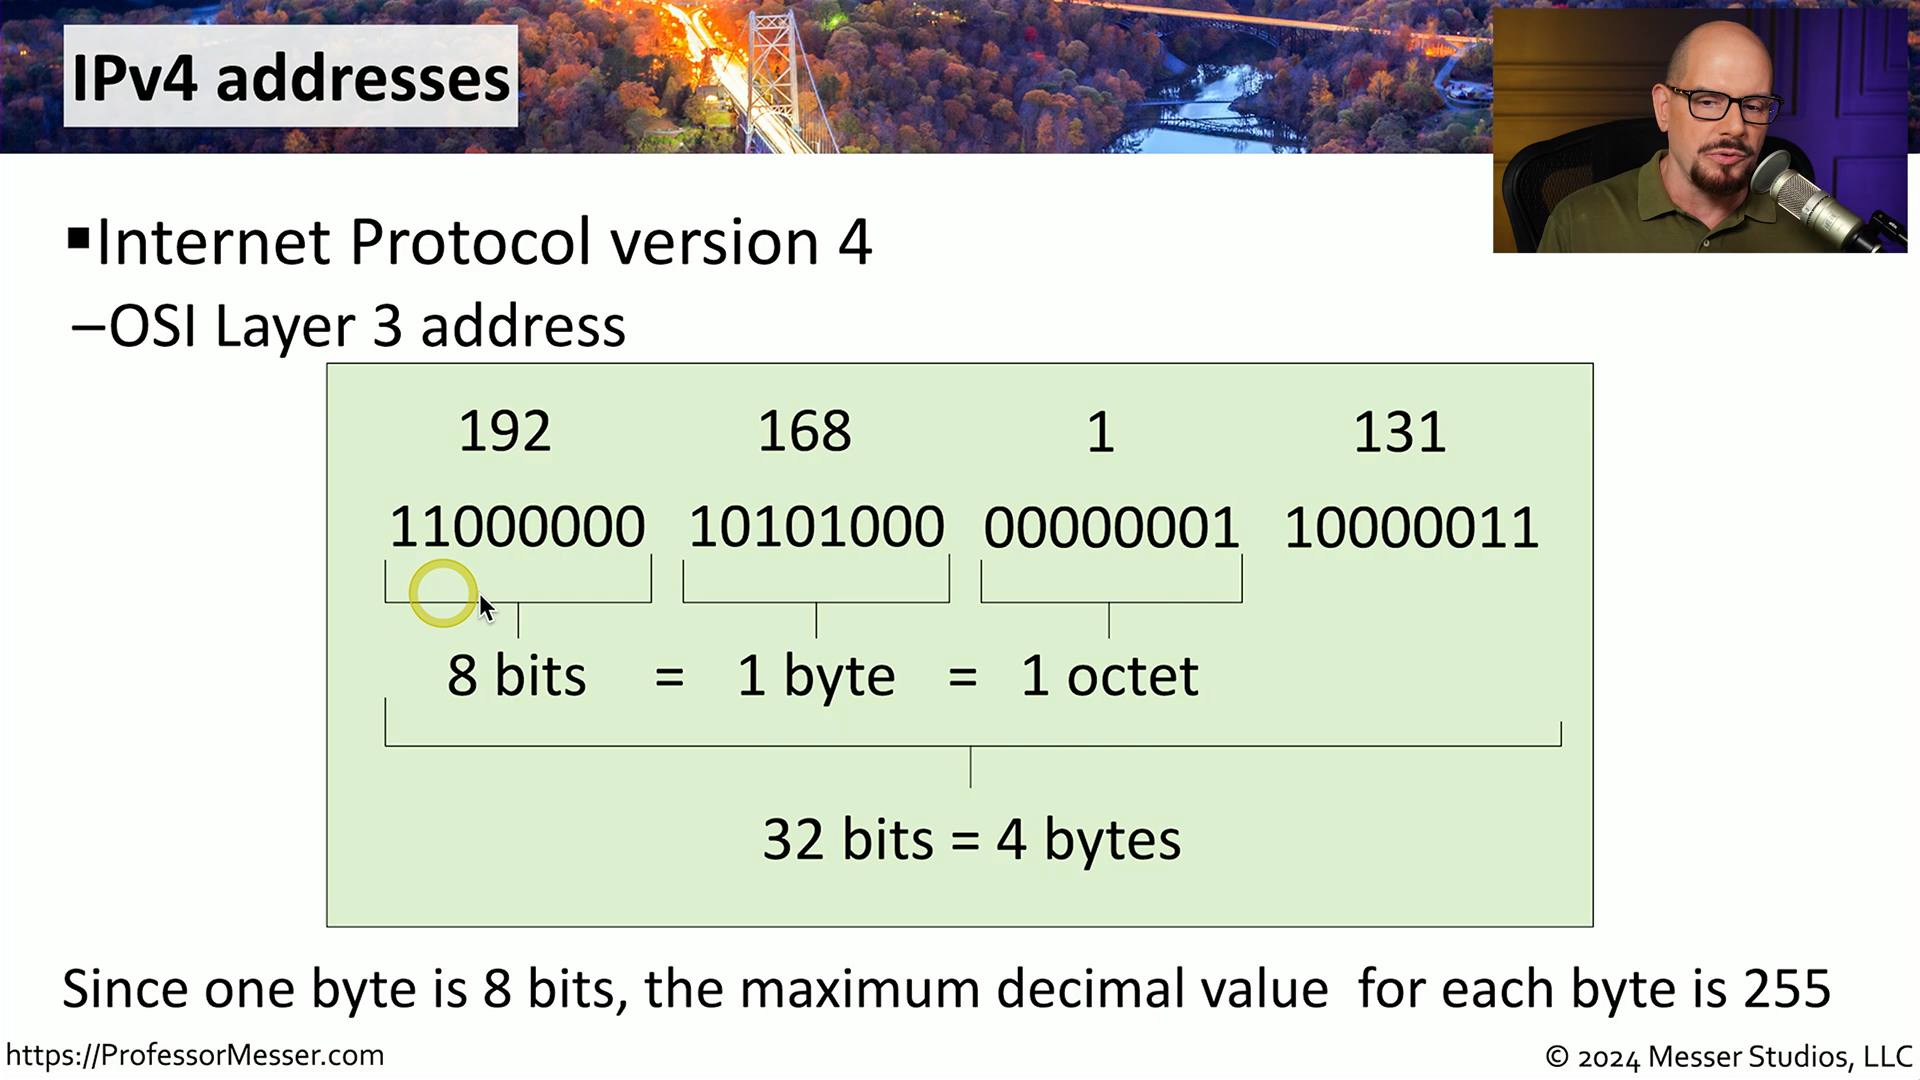 IPv4 addresses
▪Internet Protocol version 4
–OSI Layer 3 address
192 168 1 131
11000000 10101000 00000001 10000011
8 bits = 1 byte = 1 octet
32 bits = 4 bytes
Since one byte is 8 bits, the maximum decimal value for each byte is 255
https://ProfessorMesser.com
© 2024 Messer Studios, LLC